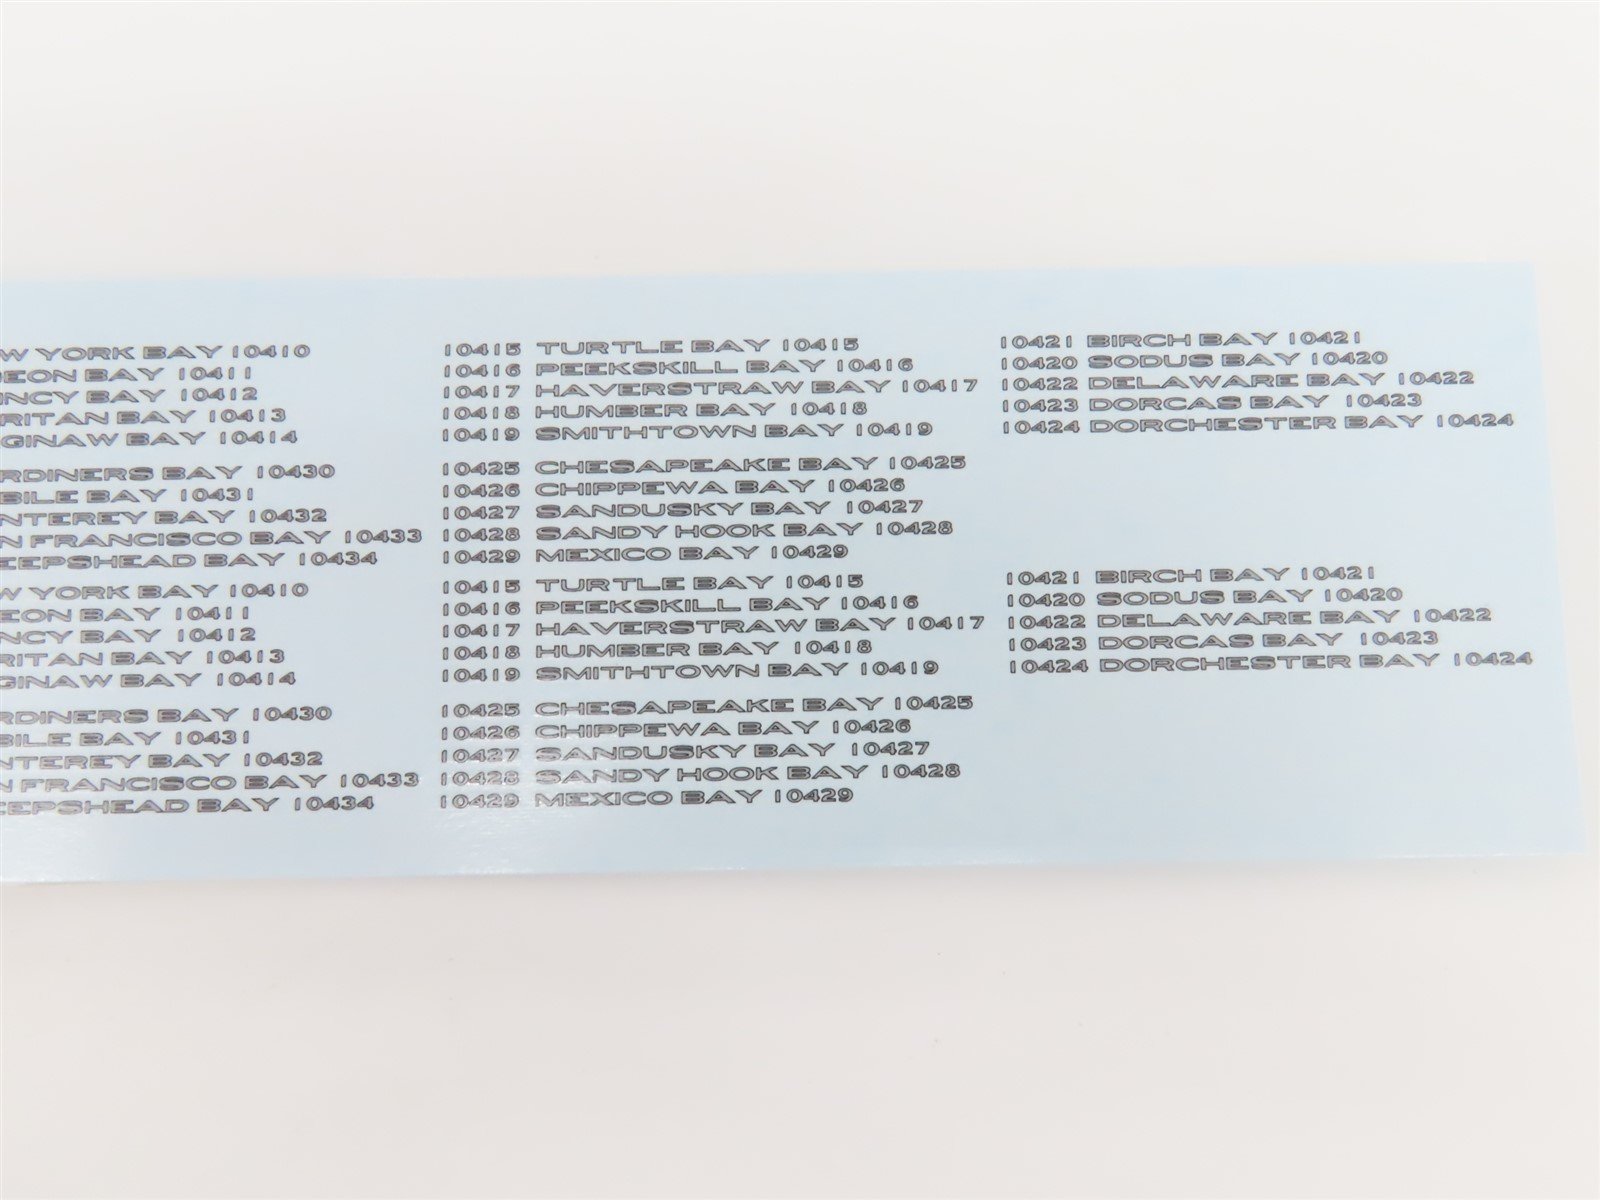 YORK BAY 10410
BAY 10411
BAY 10412
BAY 10413
BAY 10414
BAY 10430
BAY 10431
BAY 10432
FRANCISCO BAY 10433
BAY 10434
YORK BAY 10410
BAY 10411
BAY 10412
BAY 10413
BAY 10414
BAY 10430
BAY 10431
BAY 10432
FRANCISCO BAY 10433
BAY 10434
10415 TURTLE BAY 10415
10416 PEEKSKILL BAY 10416
10417 HAVERSTRAW BAY 10417
10418 HUMBER BAY 10418
10419 SMITHTOWN BAY 10419
10425 CHESAPEAKE BAY 10425
10426 CHIPPEWA BAY 10426
10427 SANDUSKY BAY 10427
10428 SANDY HOOK BAY 10428
10429 MEXICO BAY 10429
10415 TURTLE BAY 10415
10416 PEEKSKILL BAY 10416
10417 HAVERSTRAW BAY 10417
10418 HUMBER BAY 10418
10419 SMITHTOWN BAY 10419
10425 CHESAPEAKE BAY 10425
10426 CHIPPEWA BAY 10426
10427 SANDUSKY BAY 10427
10428 SANDY HOOK BAY 10428
10429 MEXICO BAY 10429
10421 BIRCH BAY 10421
10420 SODUS BAY 10420
10422 DELAWARE BAY 10422
10423 DORCAS BAY 10423
10424 DORCHESTER BAY 10424
10421 BIRCH BAY 10421
10420 SODUS BAY 10420
10422 DELAWARE BAY 10422
10423 DORCAS BAY 10423
10424 DORCHESTER BAY 10424